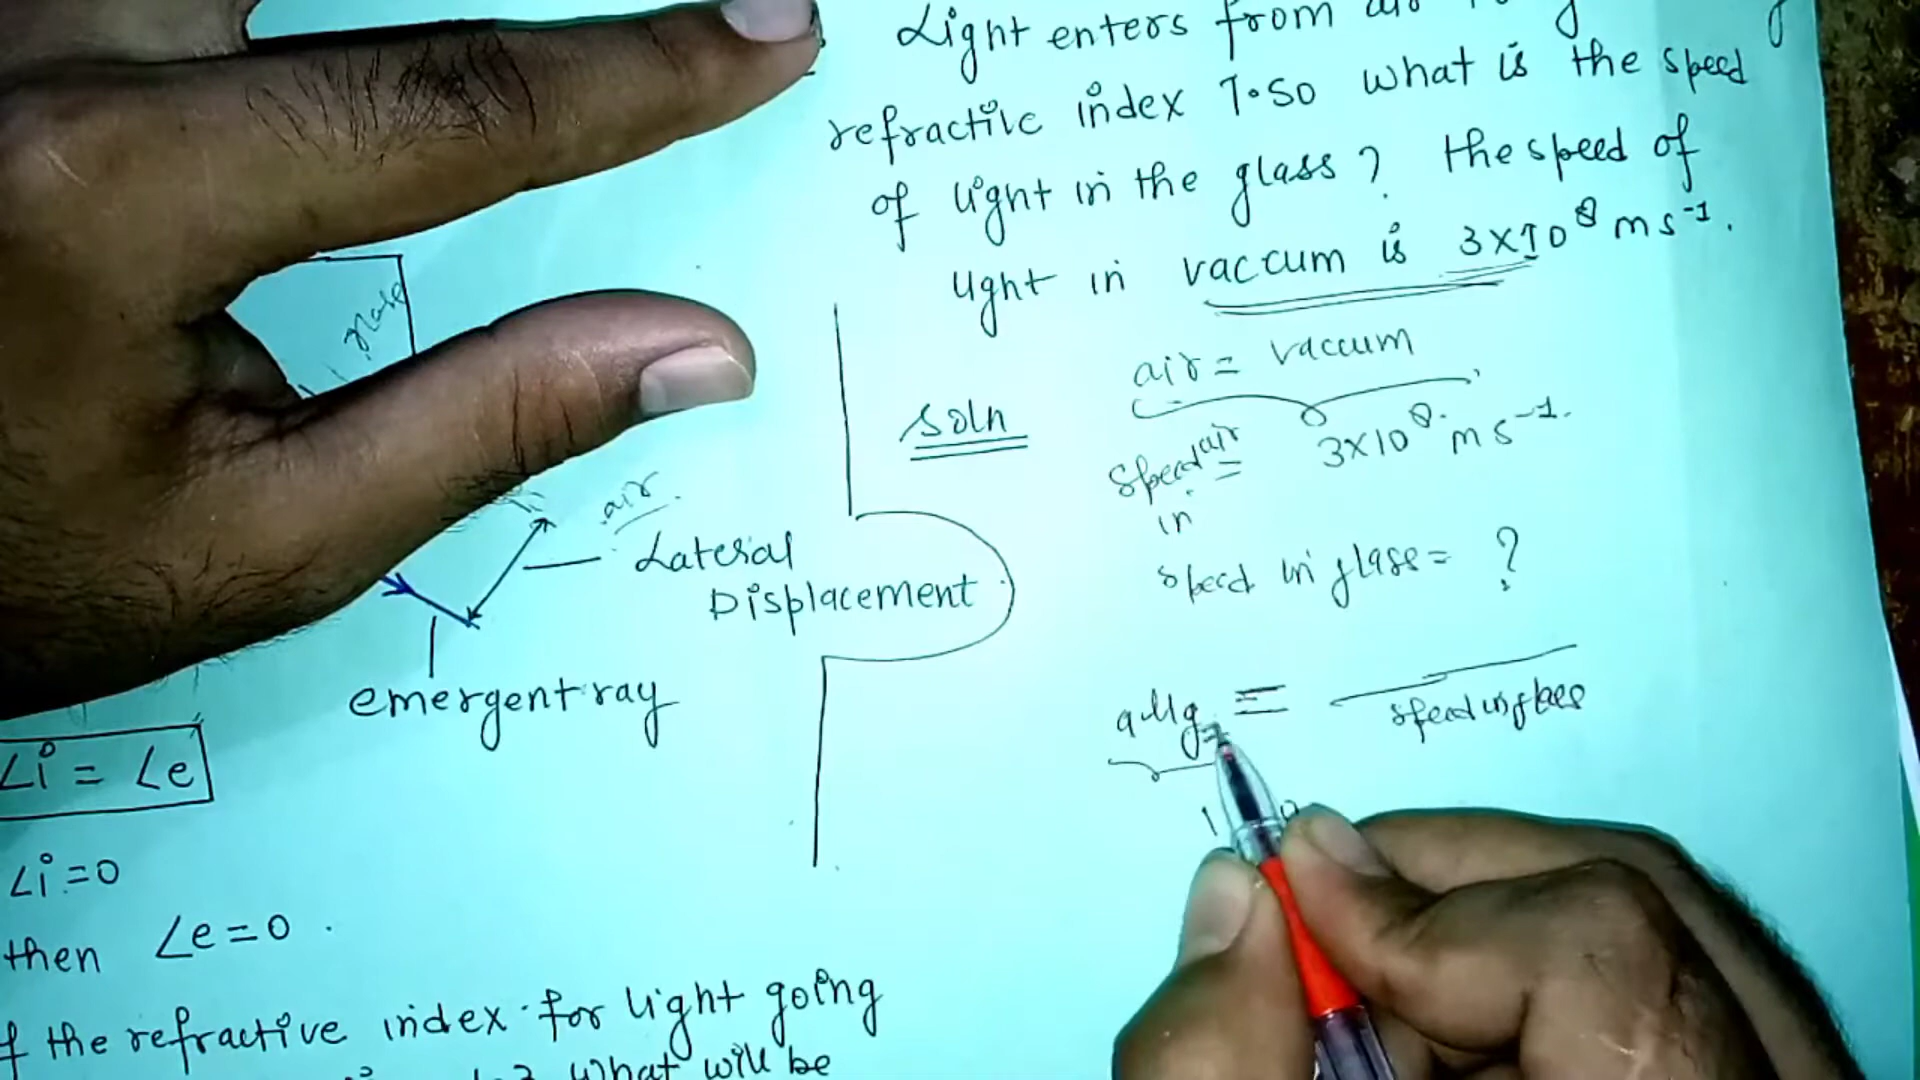 Light enters from air
refractive index 1.50 what is the speed
of light in the glass? the speed of
light in vaccum is 3×10⁸ ms⁻¹.
air = vaccum
soln
speed in air = 3×10⁸ ms⁻¹.
speed in glass = ?
aμg = speed in glass
glass
air
Lateral
Displacement
emergent ray
∠i = ∠e
∠i = 0
then ∠e = 0.
the refractive index for light going
what will be